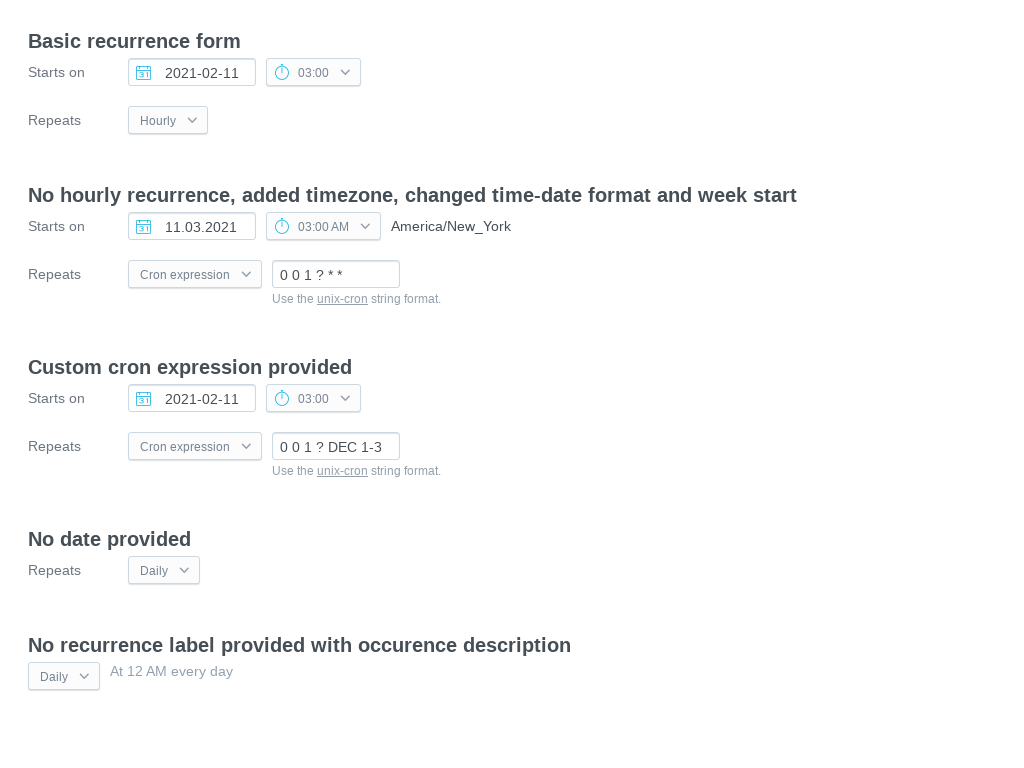 Basic recurrence form
Starts on 2021-02-11 03:00
Repeats Hourly
No hourly recurrence, added timezone, changed time-date format and week start
Starts on 11.03.2021 03:00 AM America/New_York
Repeats Cron expression 0 0 1 ? * *
Use the unix-cron string format.
Custom cron expression provided
Starts on 2021-02-11 03:00
Repeats Cron expression 0 0 1 ? DEC 1-3
Use the unix-cron string format.
No date provided
Repeats Daily
No recurrence label provided with occurence description
Daily At 12 AM every day